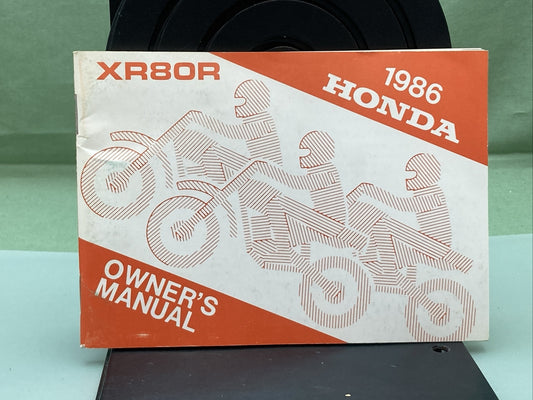 XR80R
1986
HONDA
OWNER'S
MANUAL